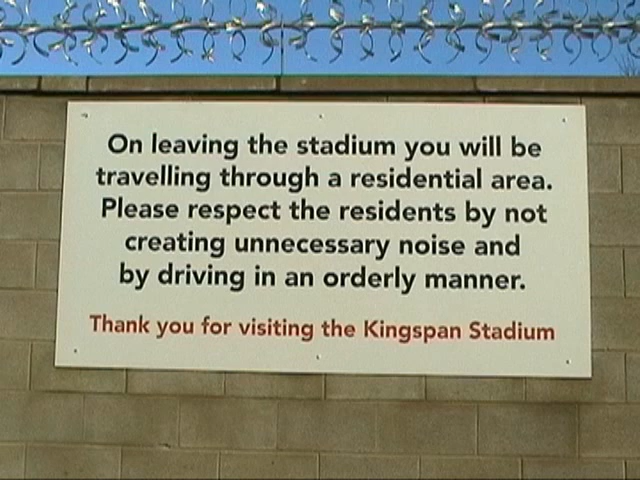 On leaving the stadium you will be
travelling through a residential area.
Please respect the residents by not
creating unnecessary noise and
by driving in an orderly manner.
Thank you for visiting the Kingspan Stadium